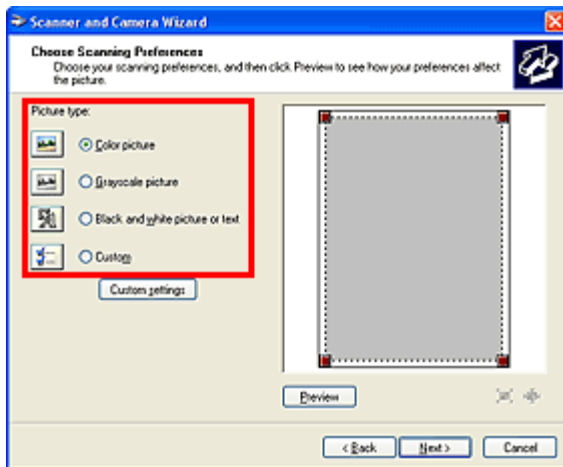 Scanner and Camera Wizard
Choose Scanning Preferences
Choose your scanning preferences, and then click Preview to see how your preferences affect
the picture.
Picture type:
Color picture
Grayscale picture
Black and white picture or text
Custom
Custom settings
Preview
< Back
Next >
Cancel